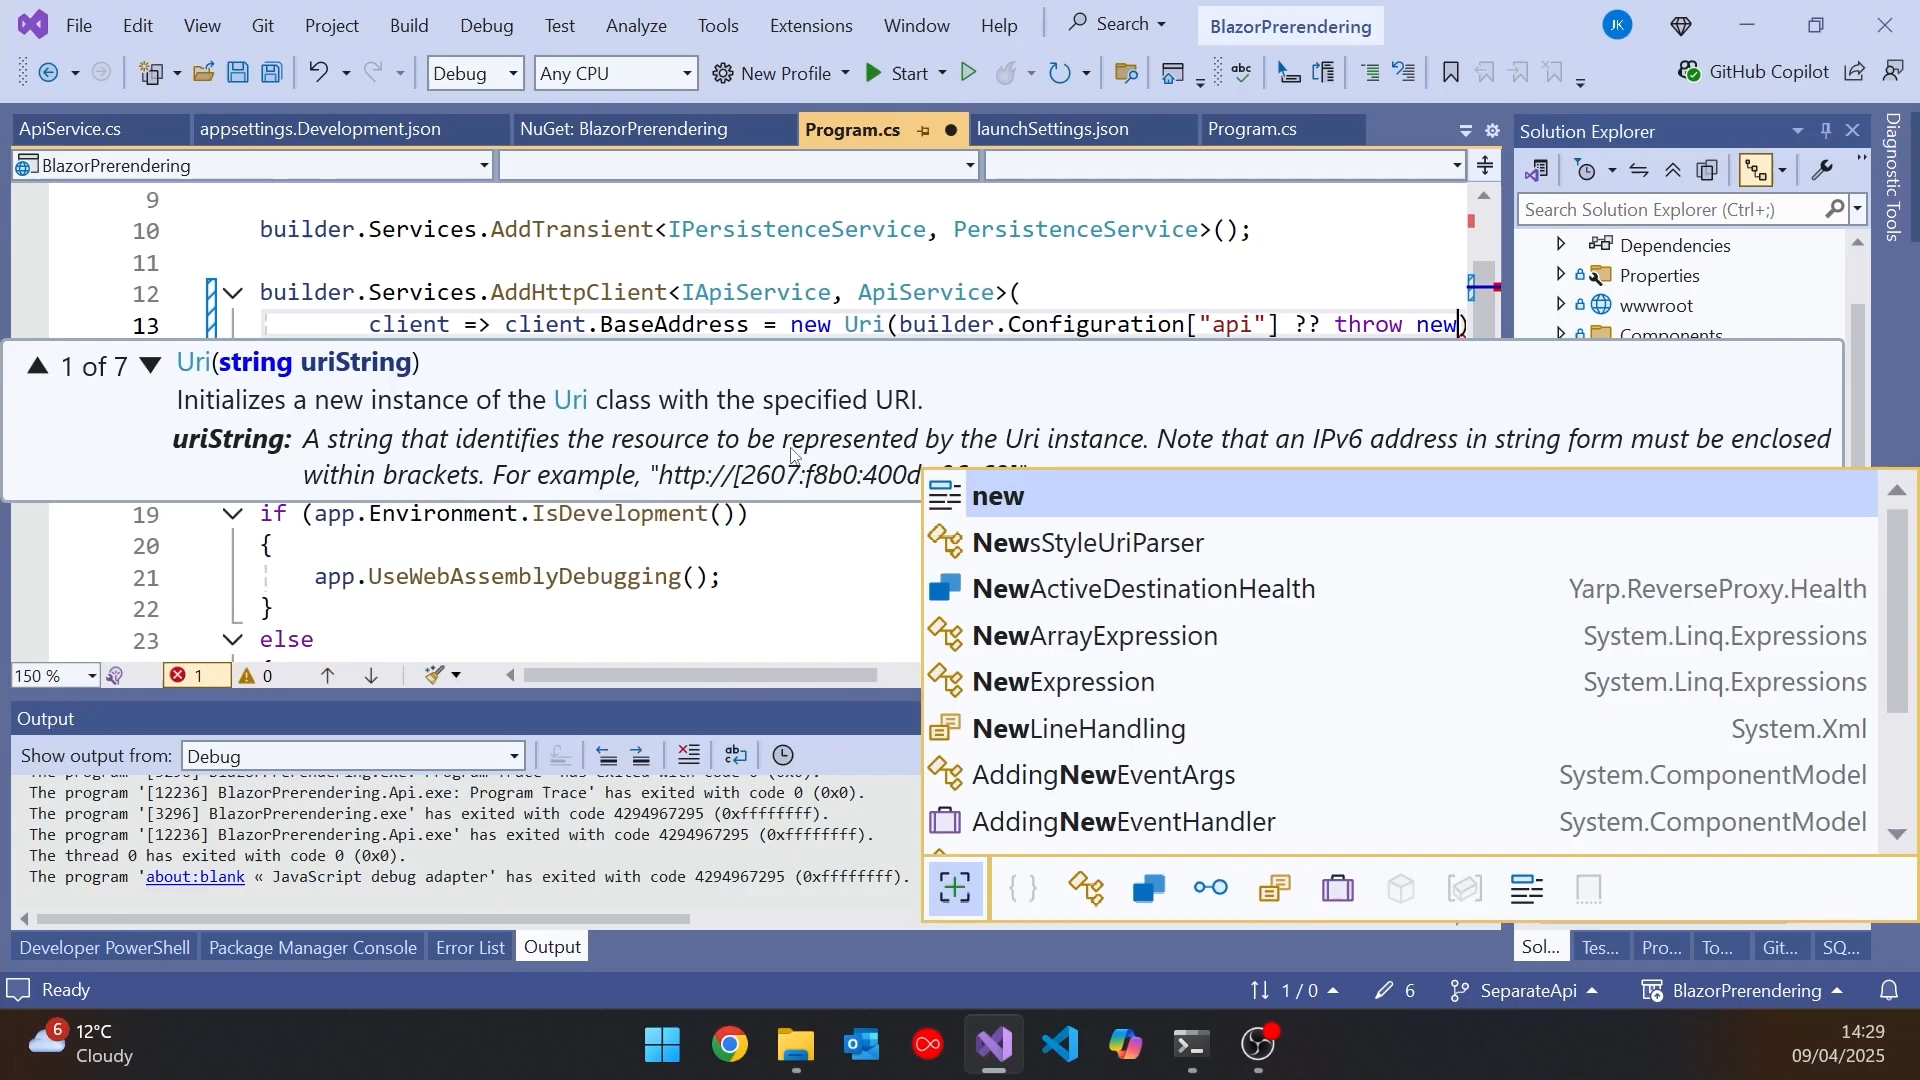 File Edit View Git Project Build Debug Test Analyze Tools Extensions Window Help Search BlazorPrerendering JK
Debug Any CPU New Profile Start abc GitHub Copilot
ApiService.cs appsettings.Development.json NuGet: BlazorPrerendering Program.cs launchSettings.json Program.cs
BlazorPrerendering
9
10 builder.Services.AddTransient<IPersistenceService, PersistenceService>();
11
12 builder.Services.AddHttpClient<IApiService, ApiService>(
13 client => client.BaseAddress = new Uri(builder.Configuration["api"] ?? throw new)
1 of 7 Uri(string uriString)
Initializes a new instance of the Uri class with the specified URI.
uriString: A string that identifies the resource to be represented by the Uri instance. Note that an IPv6 address in string form must be enclosed
within brackets. For example, "http://[2607:f8b0:400d
new
NewsStyleUriParser
NewActiveDestinationHealth Yarp.ReverseProxy.Health
NewArrayExpression System.Linq.Expressions
NewExpression System.Linq.Expressions
NewLineHandling System.Xml
AddingNewEventArgs System.ComponentModel
AddingNewEventHandler System.ComponentModel
19 if (app.Environment.IsDevelopment())
20 {
21 app.UseWebAssemblyDebugging();
22 }
23 else
150 % 1 0
Output
Show output from: Debug
The program '[12236] BlazorPrerendering.Api.exe: Program Trace' has exited with code 0 (0x0).
The program '[3296] BlazorPrerendering.exe' has exited with code 4294967295 (0xffffffff).
The program '[12236] BlazorPrerendering.Api.exe' has exited with code 4294967295 (0xffffffff).
The thread 0 has exited with code 0 (0x0).
The program 'about:blank « JavaScript debug adapter' has exited with code 4294967295 (0xffffffff).
Developer PowerShell Package Manager Console Error List Output
Solution Explorer
Search Solution Explorer (Ctrl+;)
Dependencies
Properties
wwwroot
Components
Diagnostic Tools
Sol... Tes... Pro... To... Git... SQ...
Ready 1 / 0 6 SeparateApi BlazorPrerendering
6 12°C
Cloudy
14:29
09/04/2025